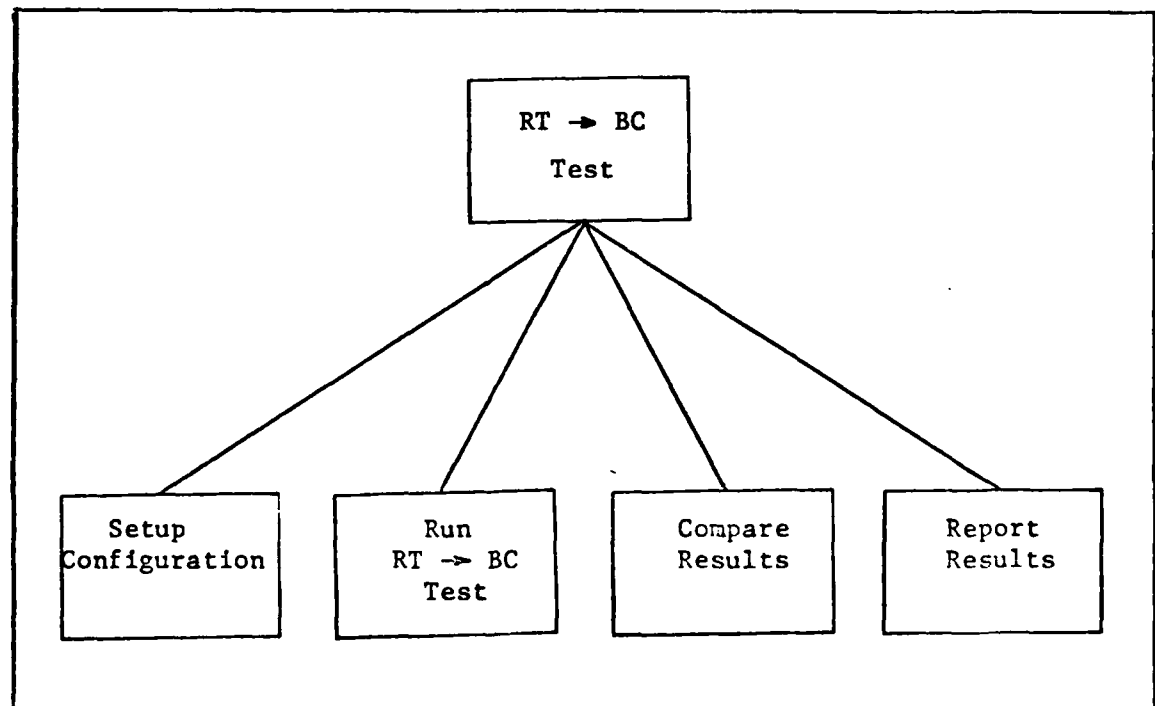 RT → BC
Test
Setup
Configuration
Run
RT → BC
Test
Compare
Results
Report
Results